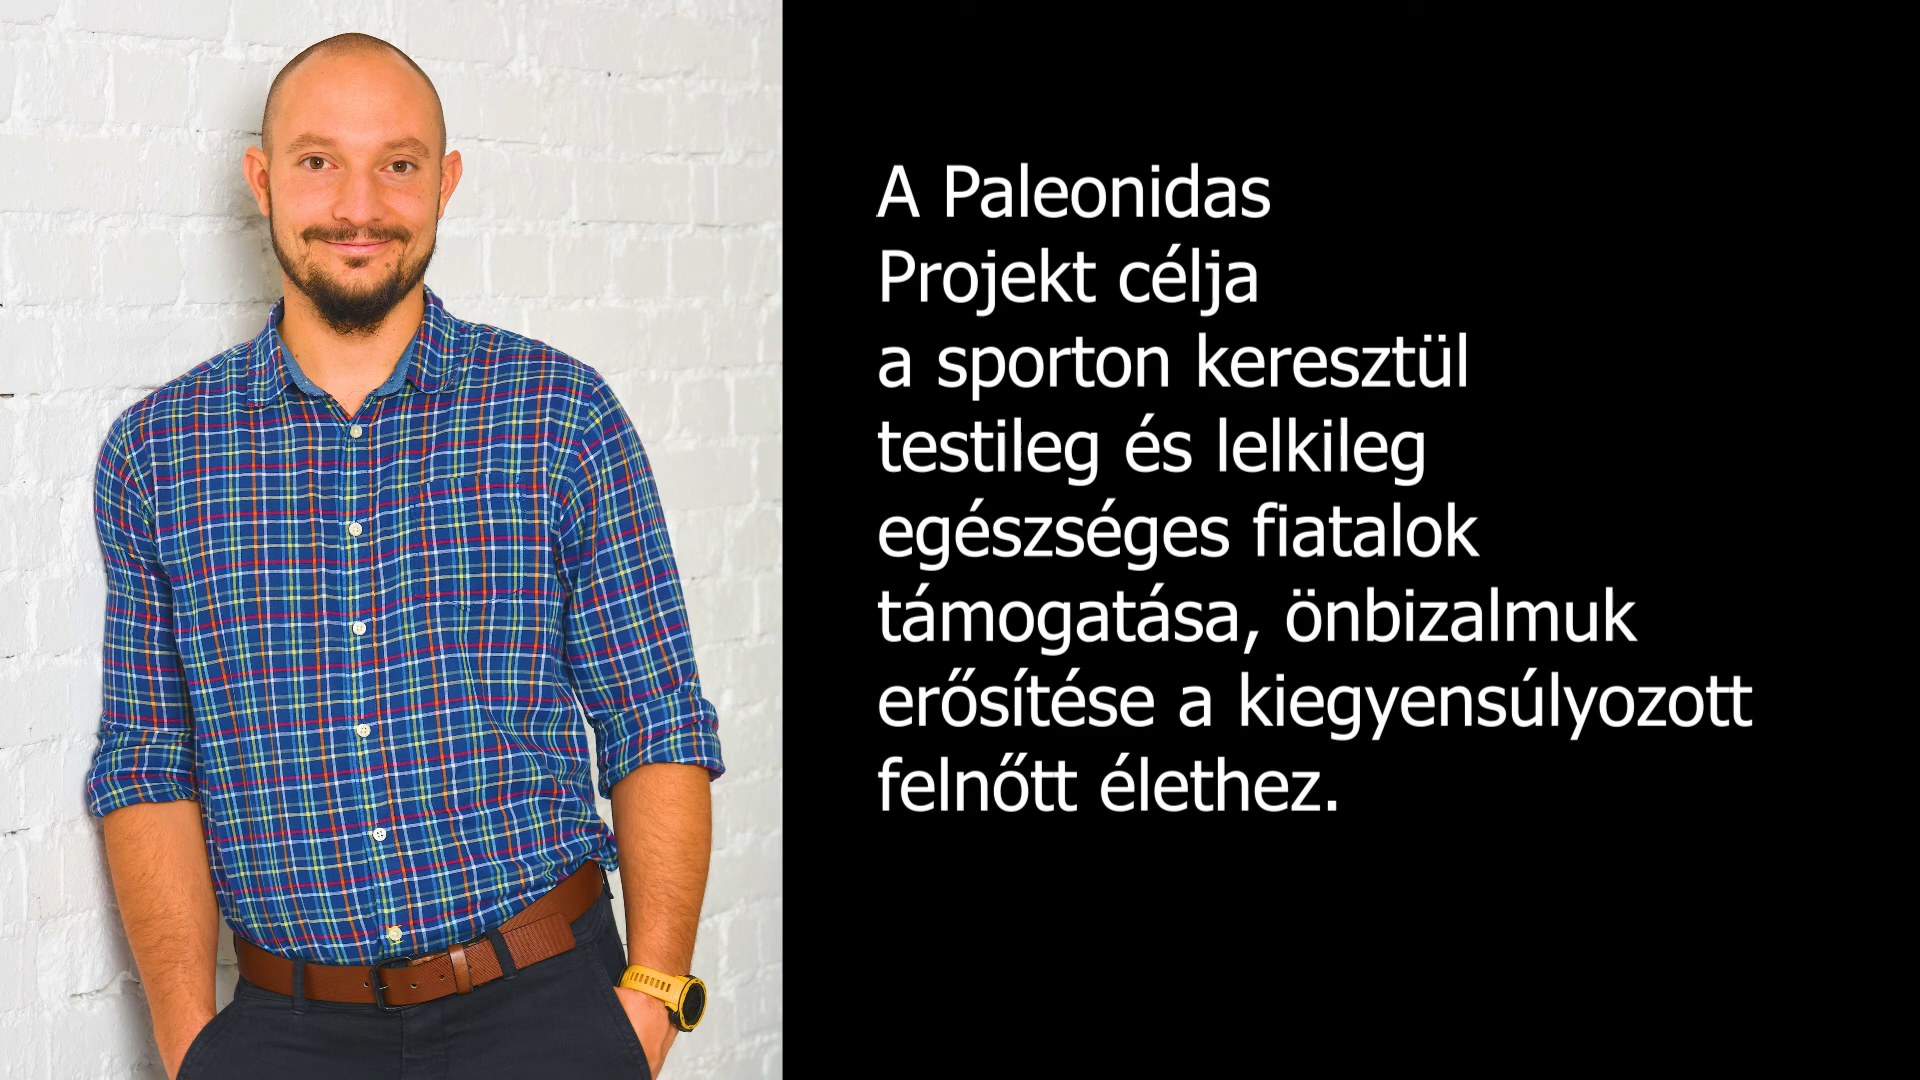 A Paleonidas
Projekt célja
a sporton keresztül
testileg és lelkileg
egészséges fiatalok
támogatása, önbizalmuk
erősítése a kiegyensúlyozott
felnőtt élethez.